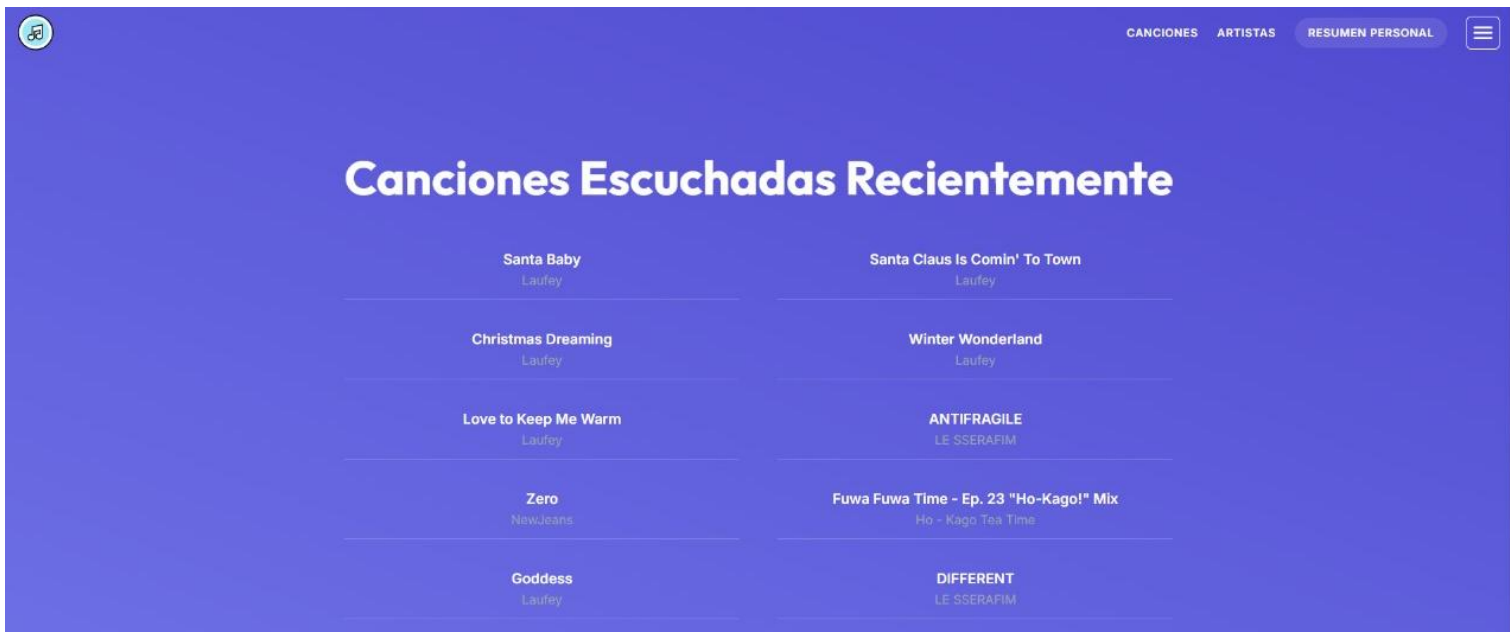 CANCIONES ARTISTAS RESUMEN PERSONAL
Canciones Escuchadas Recientemente
Santa Baby
Laufey
Santa Claus Is Comin' To Town
Laufey
Christmas Dreaming
Laufey
Winter Wonderland
Laufey
Love to Keep Me Warm
Laufey
ANTIFRAGILE
LE SSERAFIM
Zero
NewJeans
Fuwa Fuwa Time - Ep. 23 "Ho-Kago!" Mix
Ho - Kago Tea Time
Goddess
Laufey
DIFFERENT
LE SSERAFIM